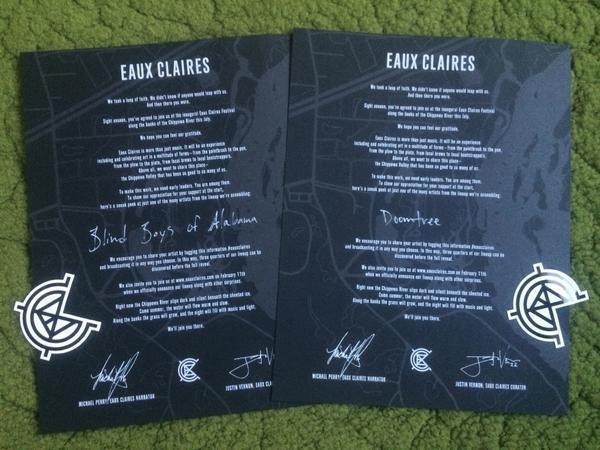 EAUX CLAIRES
We took a leap of faith. We didn't know if anyone would leap with us.
And then there you were.
Sight unseen, you've agreed to join us at the inaugural Eaux Claires Festival
along the banks of the Chippewa River this July.
We hope you can feel our gratitude.
Eaux Claires is more than just music. It will be an experience
including and celebrating art in a multitude of forms—from the paintbrush to the pen,
from the plow to the plate, from local brews to local bootstrappers.
Above all, we want to share this place—
the Chippewa Valley that has been so good to so many of us.
To make this work, we need early leaders. You are among them.
To show our appreciation for your support at the start,
here's a sneak peek at just one of the many artists from the lineup we're assembling:
Blind Boys of Alabama
We encourage you to share your artist by tagging this information #eauxclaires
and broadcasting it in any way you choose. In this way, three quarters of our lineup can be
discovered before the full reveal.
We also invite you to join us at www.eauxclaires.com on February 11th
when we officially announce our lineup along with other surprises.
Right now the Chippewa River slips dark and silent beneath the sheeted ice.
Come summer, the water will flow warm and slow.
Along the banks the grass will grow, and the night will fill with music and light.
We'll join you there.
MICHAEL PERRY, EAUX CLAIRES NARRATOR
JUSTIN VERNON, EAUX CLA
EAUX CLAIRES
We took a leap of faith. We didn't know if anyone would leap with us.
And then there you were.
Sight unseen, you've agreed to join us at the inaugural Eaux Claires Festival
along the banks of the Chippewa River this July.
We hope you can feel our gratitude.
Eaux Claires is more than just music. It will be an experience
including and celebrating art in a multitude of forms—from the paintbrush to the pen,
from the plow to the plate, from local brews to local bootstrappers.
Above all, we want to share this place—
the Chippewa Valley that has been so good to so many of us.
To make this work, we need early leaders. You are among them.
To show our appreciation for your support at the start,
here's a sneak peek at just one of the many artists from the lineup we're assembling:
Doomtree
We encourage you to share your artist by tagging this information #eauxclaires
and broadcasting it in any way you choose. In this way, three quarters of our lineup can be
discovered before the full reveal.
We also invite you to join us at www.eauxclaires.com on February 11th
when we officially announce our lineup along with other surprises.
Right now the Chippewa River slips dark and silent beneath the sheeted ice.
Come summer, the water will flow warm and slow.
Along the banks the grass will grow, and the night will fill with music and light.
We'll join you there.
MICHAEL PERRY, EAUX CLAIRES NARRATOR
JUSTIN VERNON, EAUX CLAIRES CURATOR